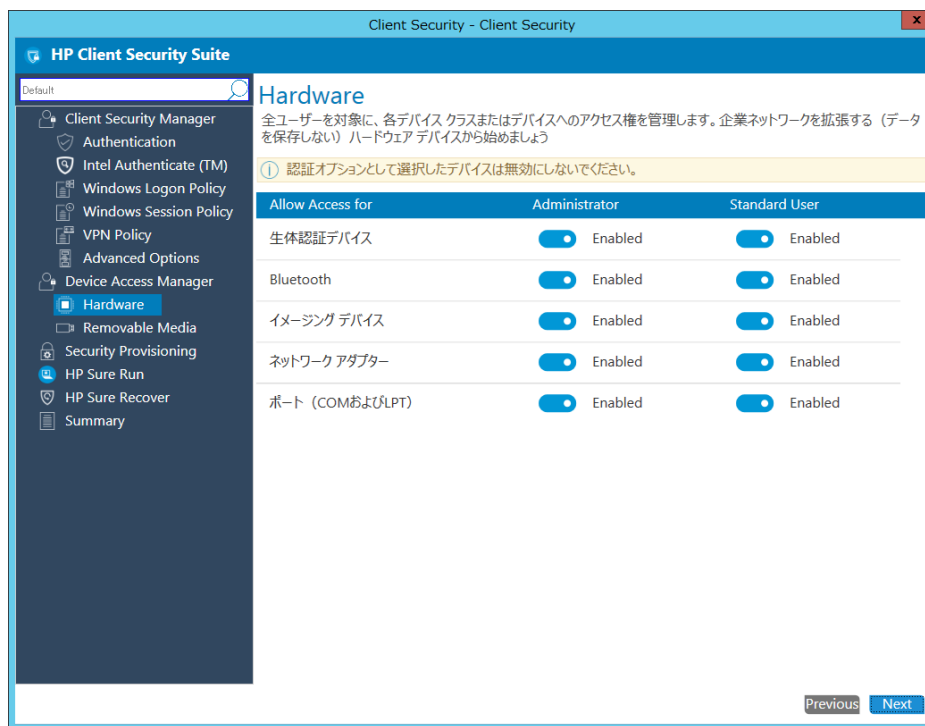 Client Security - Client Security
x
HP Client Security Suite
Default
Client Security Manager
Authentication
Intel Authenticate (TM)
Windows Logon Policy
Windows Session Policy
VPN Policy
Advanced Options
Device Access Manager
Hardware
Removable Media
Security Provisioning
HP Sure Run
HP Sure Recover
Summary
Hardware
全ユーザーを対象に、各デバイス クラスまたはデバイスへのアクセス権を管理します。企業ネットワークを拡張する（データ
を保存しない）ハードウェア デバイスから始めましょう
認証オプションとして選択したデバイスは無効にしないでください。
Allow Access for Administrator Standard User
生体認証デバイス Enabled Enabled
Bluetooth Enabled Enabled
イメージング デバイス Enabled Enabled
ネットワーク アダプター Enabled Enabled
ポート（COMおよびLPT） Enabled Enabled
Previous Next